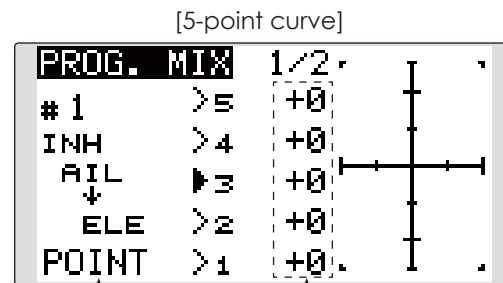 [5-point curve]
PROG. MIX 1/2
#1 >5 +0
INH >4 +0
AIL ▶3 +0
↓
ELE >2 +0
POINT >1 +0